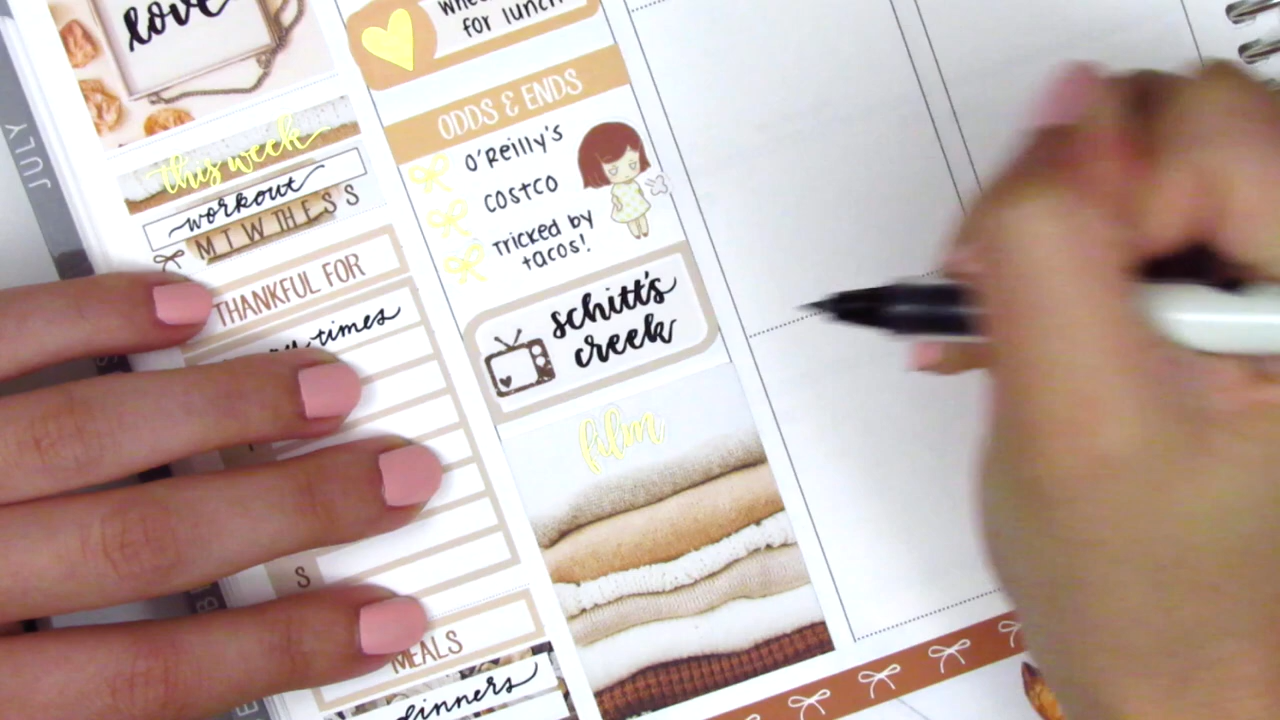 love
this week
workout
M T W TH F S S
THANKFUL FOR
times
S
MEALS
dinners
for lunch
ODDS & ENDS
O'REILLY'S
COSTCO
TRICKED by
tacos!
schitt's
creek
film
JULY